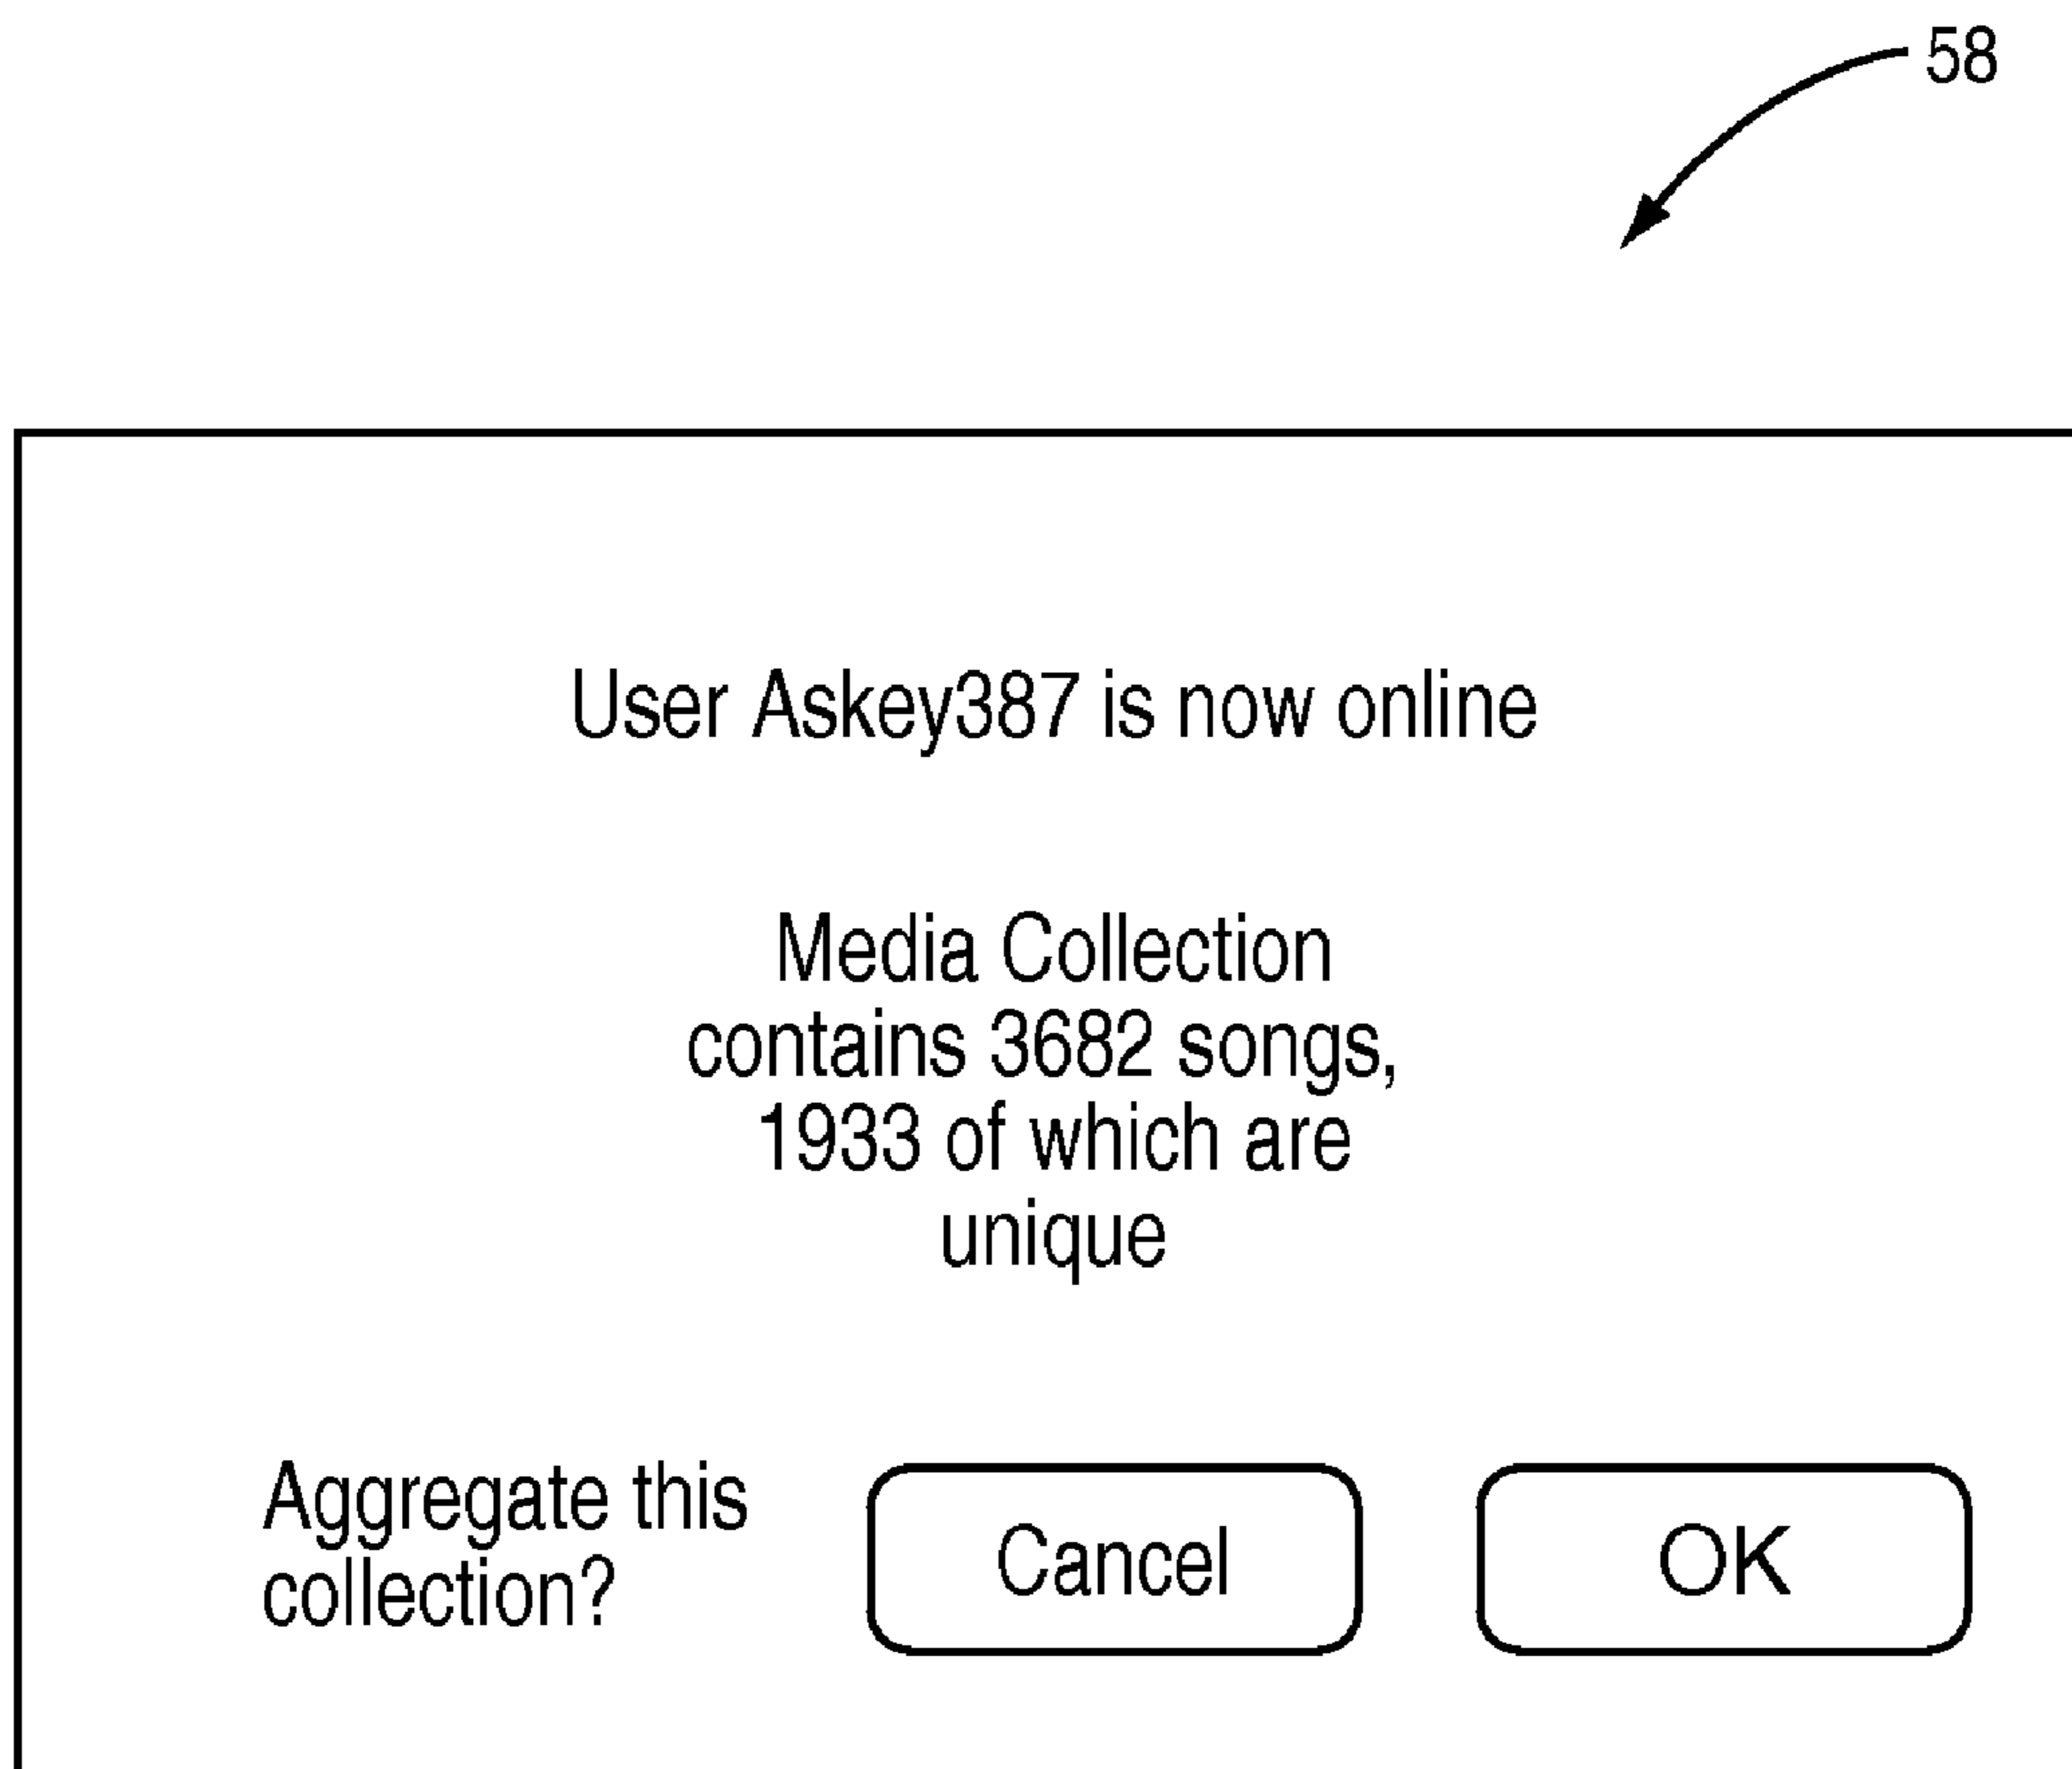 58
User Askey387 is now online
Media Collection
contains 3682 songs,
1933 of which are
unique
Aggregate this
collection?
Cancel
OK